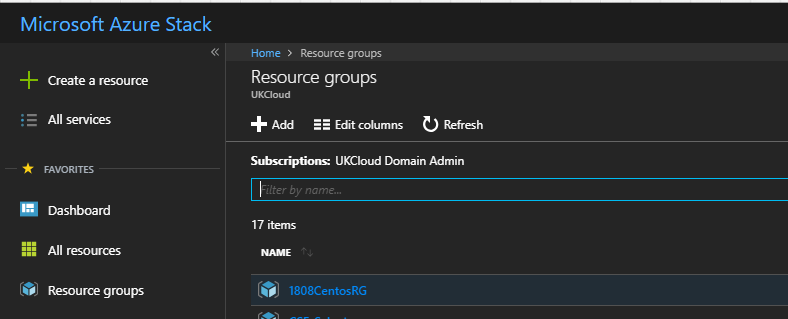 Microsoft Azure Stack
Home > Resource groups
Create a resource
Resource groups
UKCloud
All services
Add Edit columns Refresh
Subscriptions: UKCloud Domain Admin
FAVORITES
Filter by name...
Dashboard
17 items
All resources
NAME
Resource groups
1808CentosRG